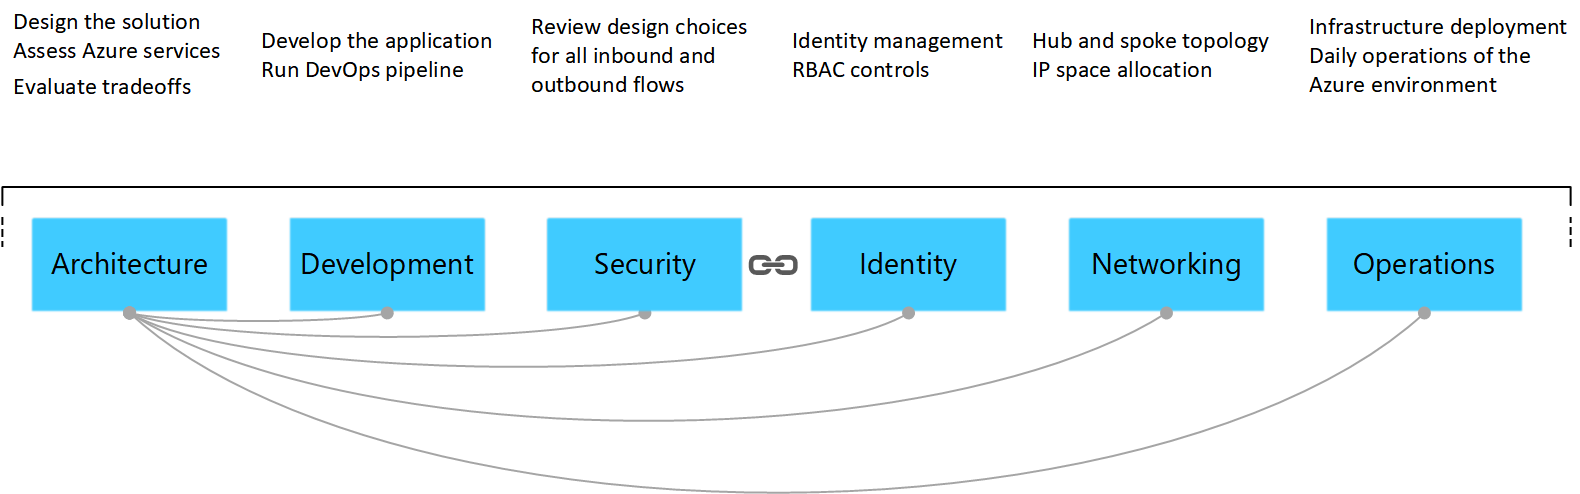 Design the solution
Assess Azure services
Evaluate tradeoffs
Develop the application
Run DevOps pipeline
Review design choices
for all inbound and
outbound flows
Identity management
RBAC controls
Hub and spoke topology
IP space allocation
Infrastructure deployment
Daily operations of the
Azure environment
Architecture
Development
Security
Identity
Networking
Operations